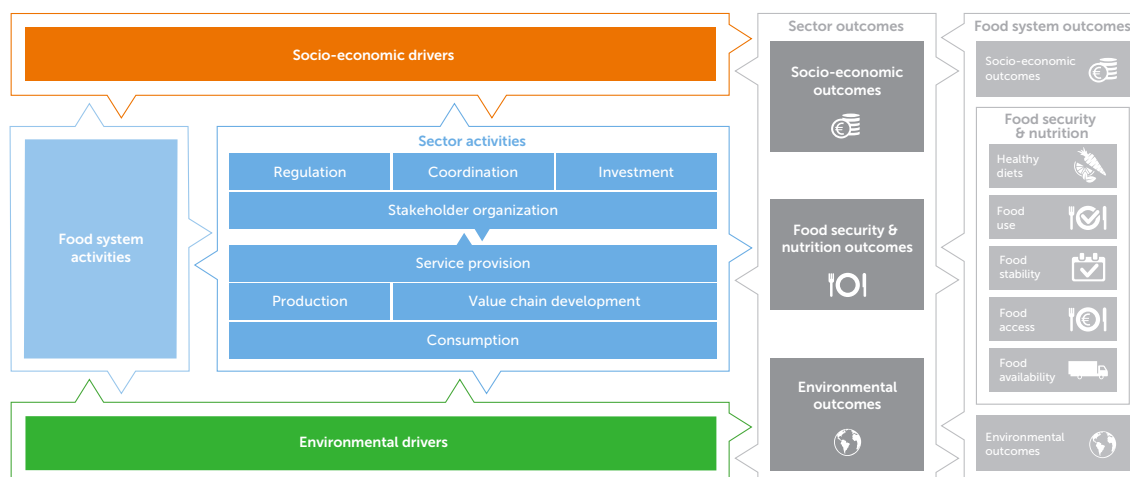 Socio-economic drivers
Food system
activities
Sector activities
Regulation
Coordination
Investment
Stakeholder organization
Service provision
Production
Value chain development
Consumption
Environmental drivers
Sector outcomes
Socio-economic
outcomes
€
Food security &
nutrition outcomes
Environmental
outcomes
Food system outcomes
Socio-economic
outcomes
€
Food security
& nutrition
Healthy
diets
Food
use
Food
stability
Food
access
€
Food
availability
Environmental
outcomes